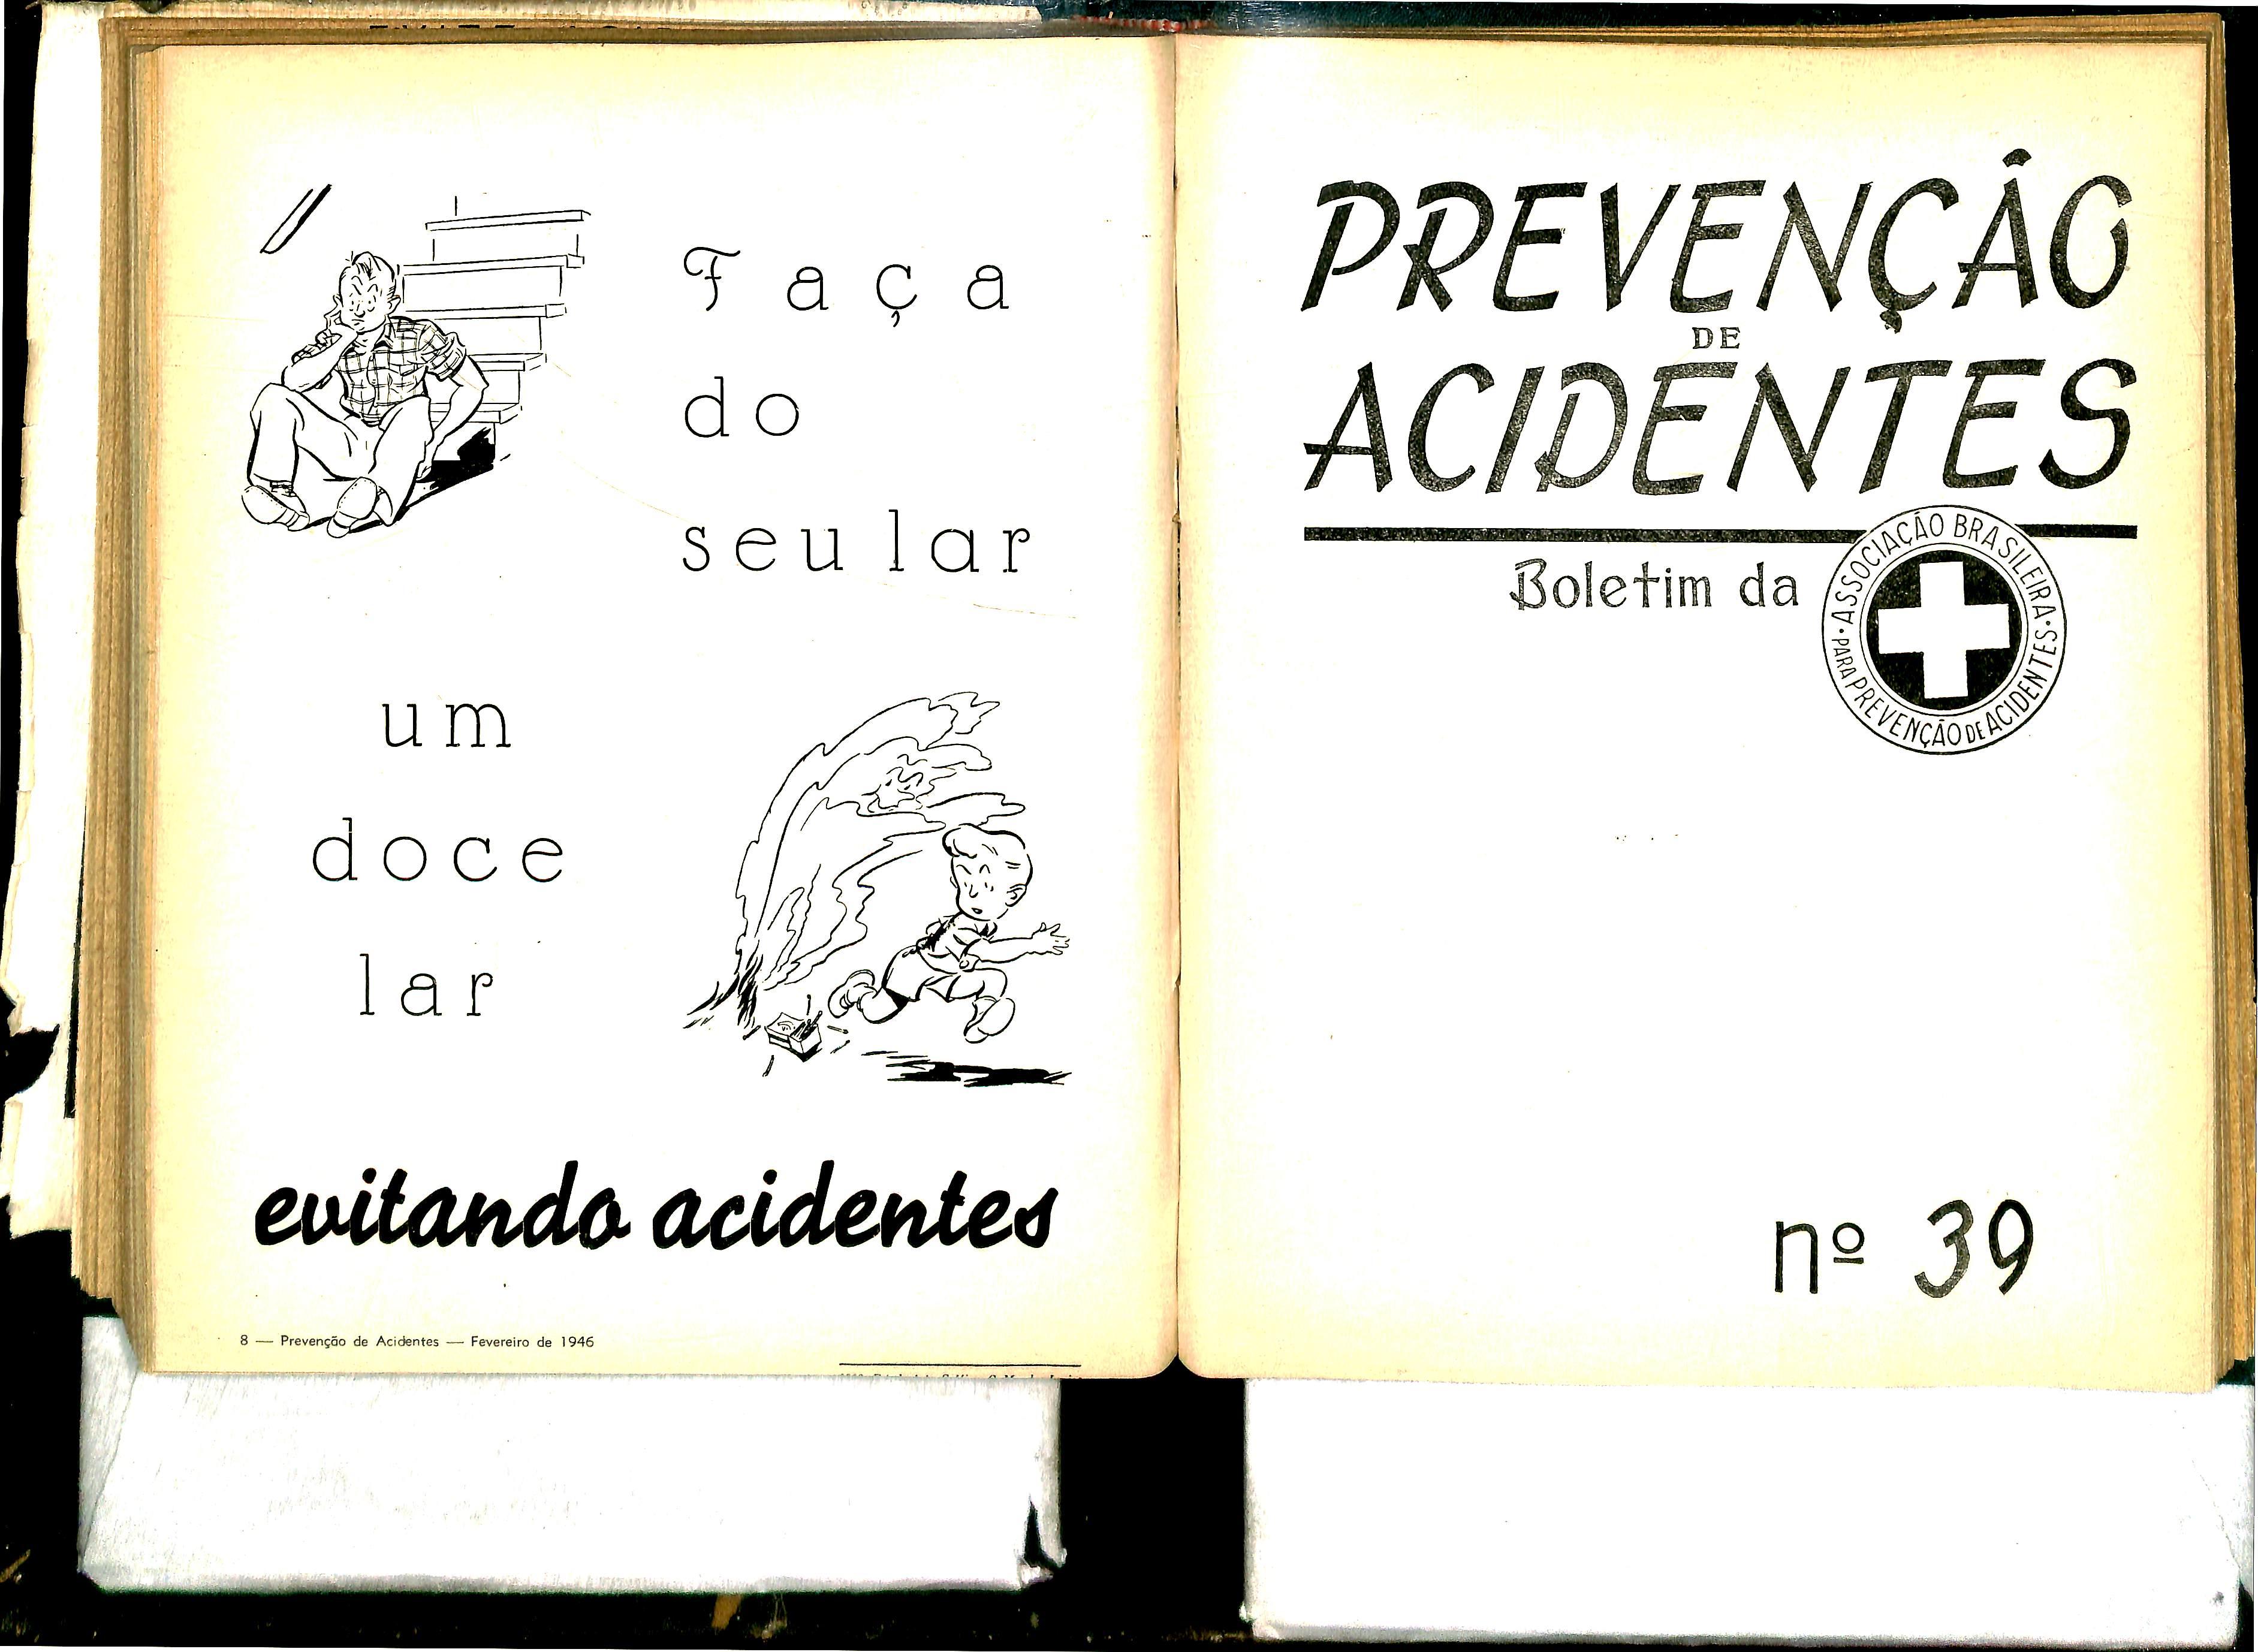 Faça
do
seu lar
um
doce
lar
evitando acidentes
8 — Prevenção de Acidentes — Fevereiro de 1946
PREVENÇÃO
DE
ACIDENTES
Boletim da
ASSOCIAÇÃO BRASILEIRA
PARA PREVENÇÃO DE ACIDENTES
nº 39